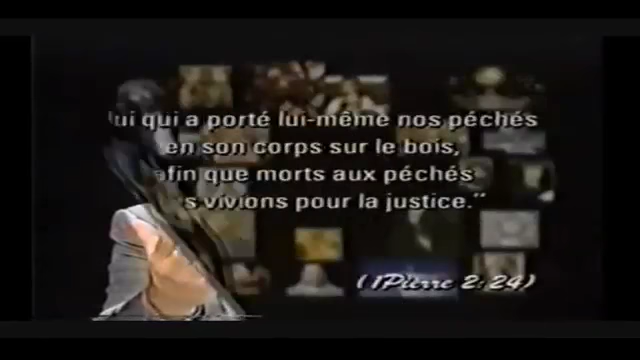 lui qui a porté lui-même nos péchés
en son corps sur le bois,
afin que morts aux péchés
s vivions pour la justice.”
(1Pierre 2: 24)